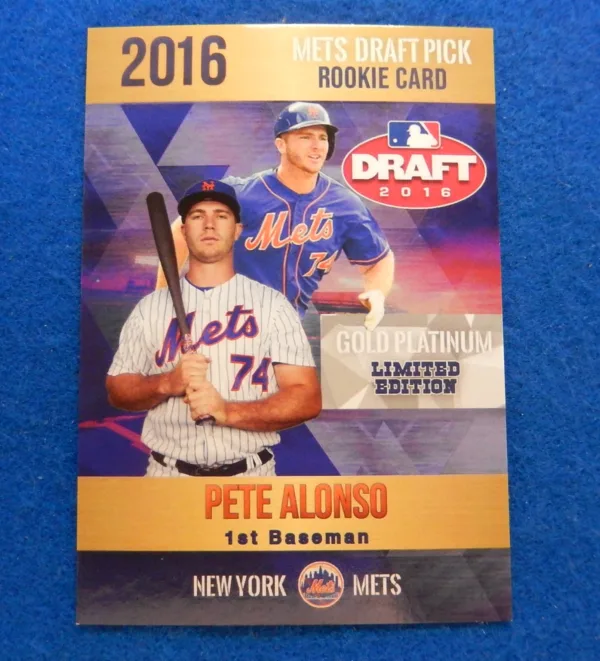 2016
METS DRAFT PICK
ROOKIE CARD
DRAFT
2016
Mets
74
Mets
74
GOLD PLATINUM
LIMITED
EDITION
PETE ALONSO
1st Baseman
NEW YORK Mets METS